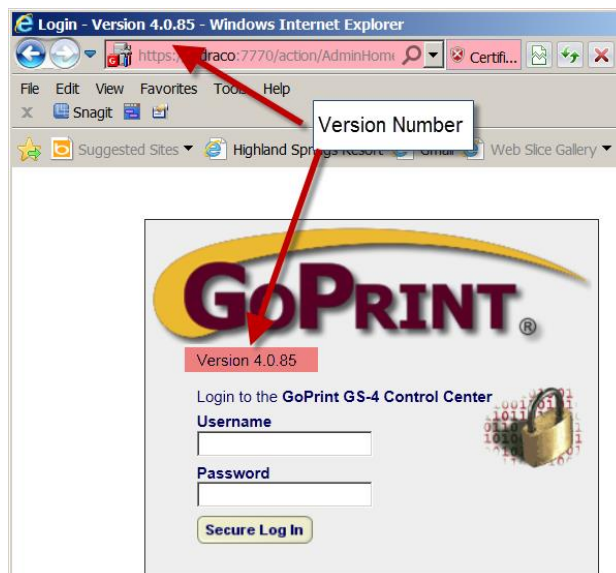 Login - Version 4.0.85 - Windows Internet Explorer
https: draco:7770/action/AdminHom Certifi...
File Edit View Favorites Tools Help
x Snagit
Version Number
Suggested Sites Highland Springs Resort Gmail Web Slice Gallery
GOPRINT ®
Version 4.0.85
Login to the GoPrint GS-4 Control Center
Username
Password
Secure Log In